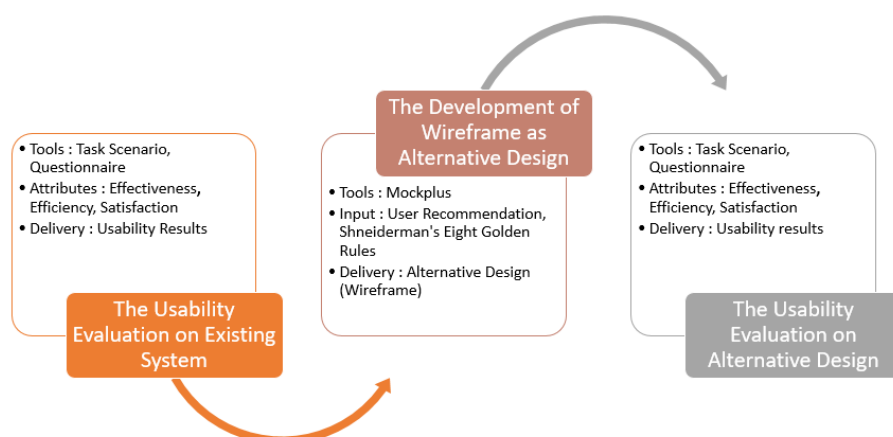 • Tools : Task Scenario,
Questionnaire
• Attributes : Effectiveness,
Efficiency, Satisfaction
• Delivery : Usability Results
The Usability
Evaluation on Existing
System
The Development of
Wireframe as
Alternative Design
• Tools : Mockplus
• Input : User Recommendation,
Shneiderman's Eight Golden
Rules
• Delivery : Alternative Design
(Wireframe)
• Tools : Task Scenario,
Questionnaire
• Attributes : Effectiveness,
Efficiency, Satisfaction
• Delivery : Usability results
The Usability
Evaluation on
Alternative Design